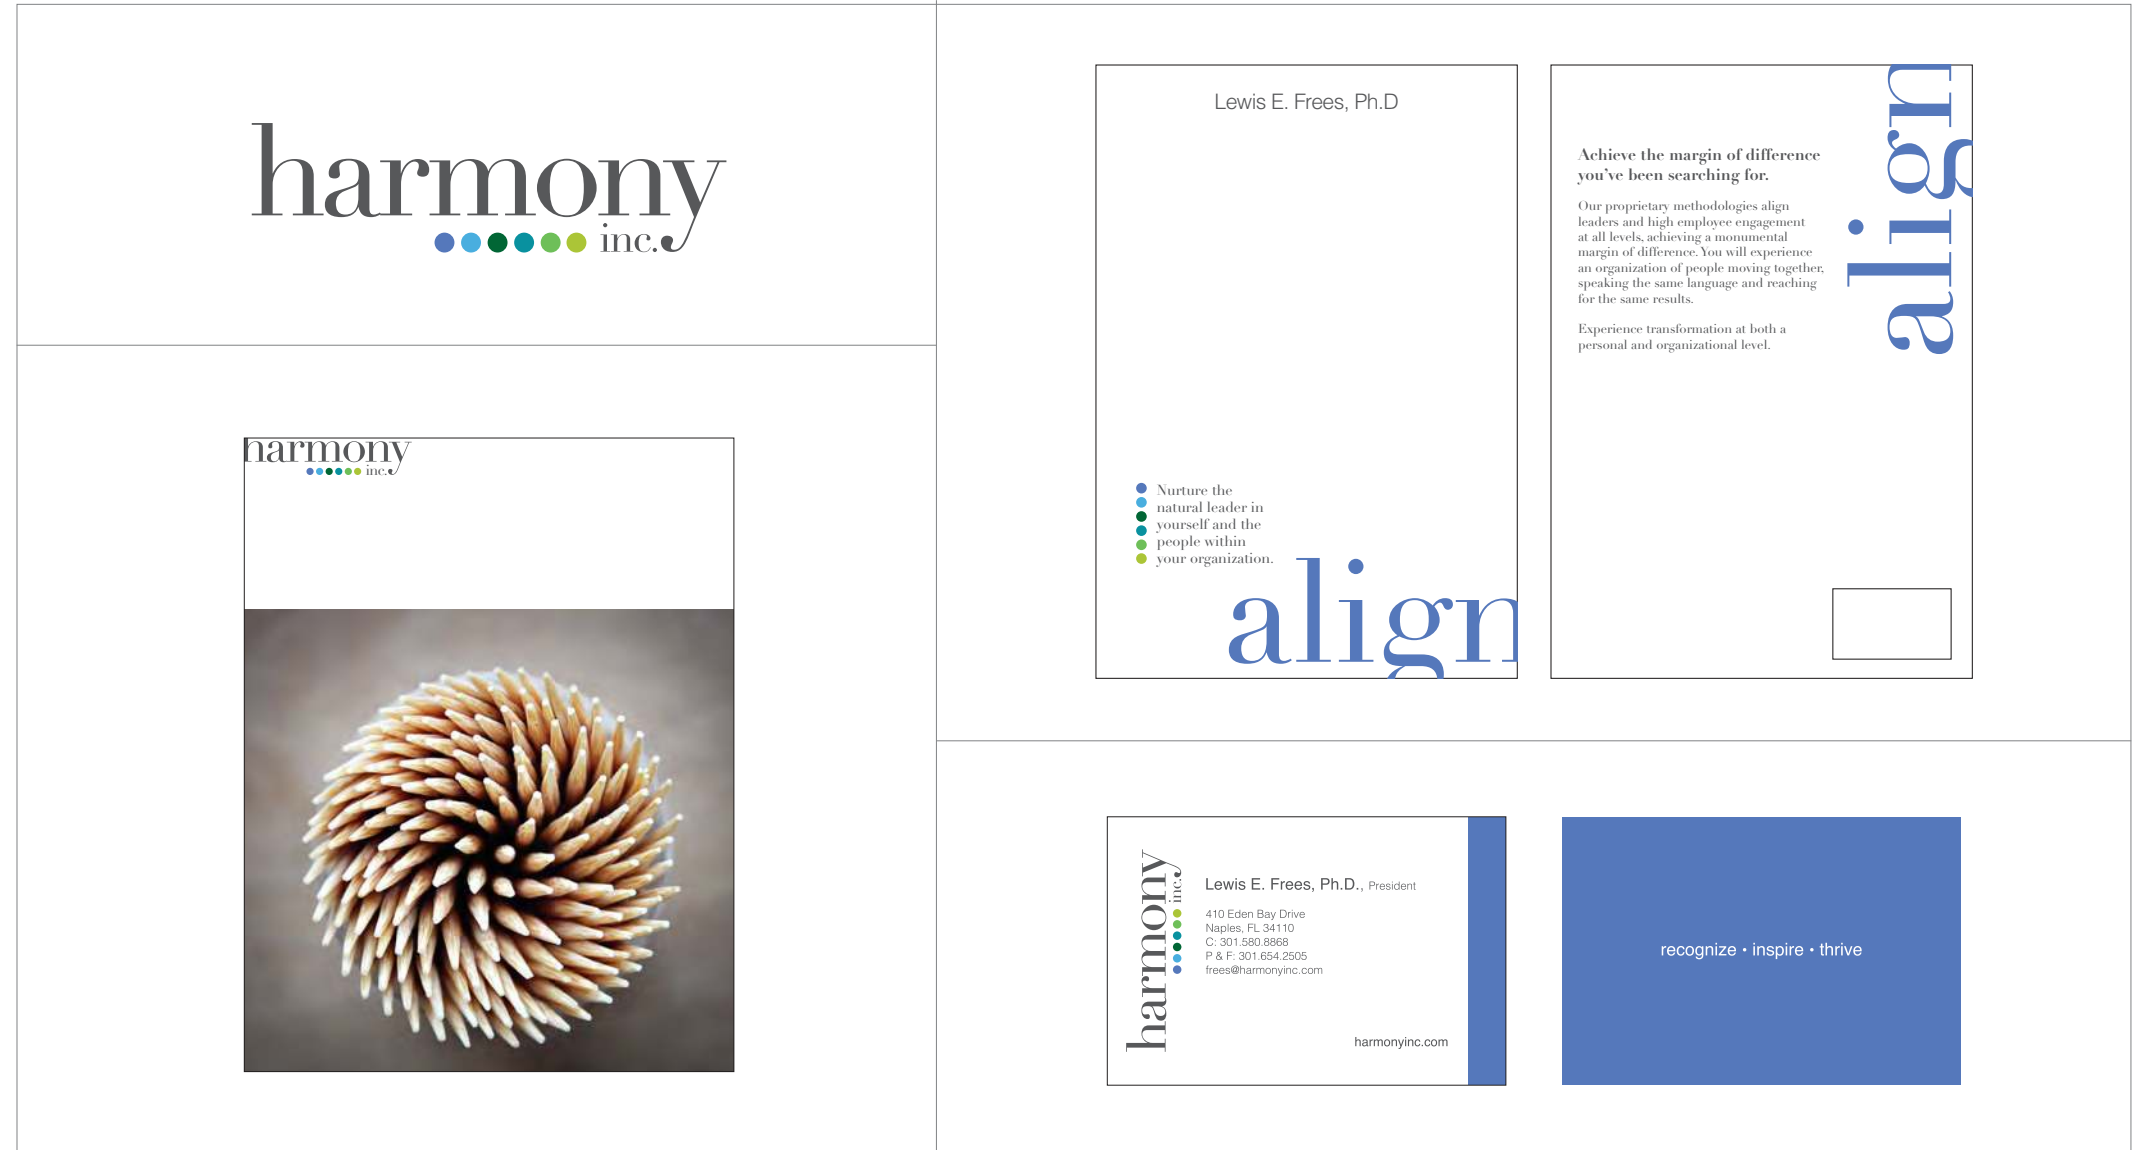 harmony
inc.
harmony
inc.
Lewis E. Frees, Ph.D
Nurture the
natural leader in
yourself and the
people within
your organization.
align
align
Achieve the margin of difference
you’ve been searching for.
Our proprietary methodologies align
leaders and high employee engagement
at all levels, achieving a monumental
margin of difference. You will experience
an organization of people moving together,
speaking the same language and reaching
for the same results.
Experience transformation at both a
personal and organizational level.
harmony
inc.
Lewis E. Frees, Ph.D., President
410 Eden Bay Drive
Naples, FL 34110
C: 301.580.8868
P & F: 301.654.2505
frees@harmonyinc.com
harmonyinc.com
recognize • inspire • thrive